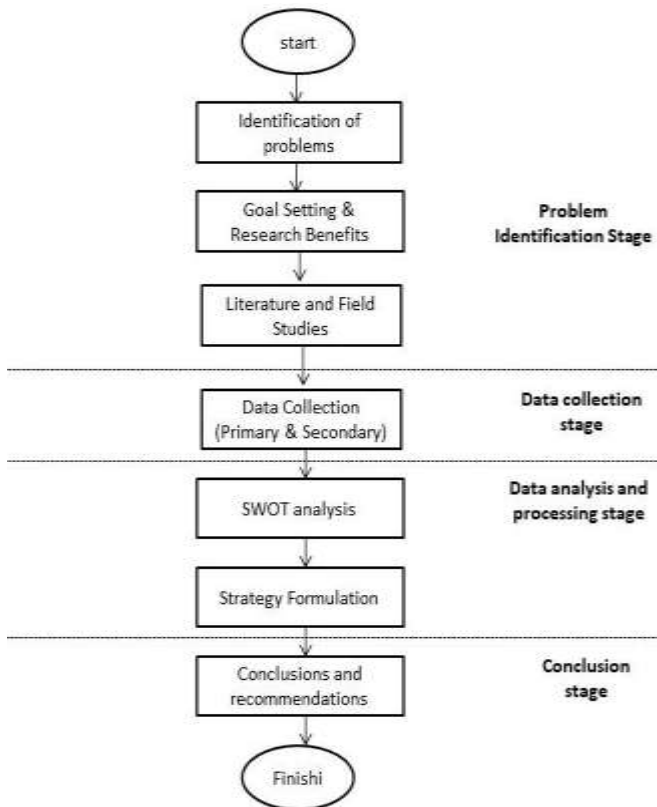 start
Identification of
problems
Goal Setting &
Research Benefits
Problem
Identification Stage
Literature and Field
Studies
Data Collection
(Primary & Secondary)
Data collection
stage
SWOT analysis
Data analysis and
processing stage
Strategy Formulation
Conclusions and
recommendations
Conclusion
stage
Finishi